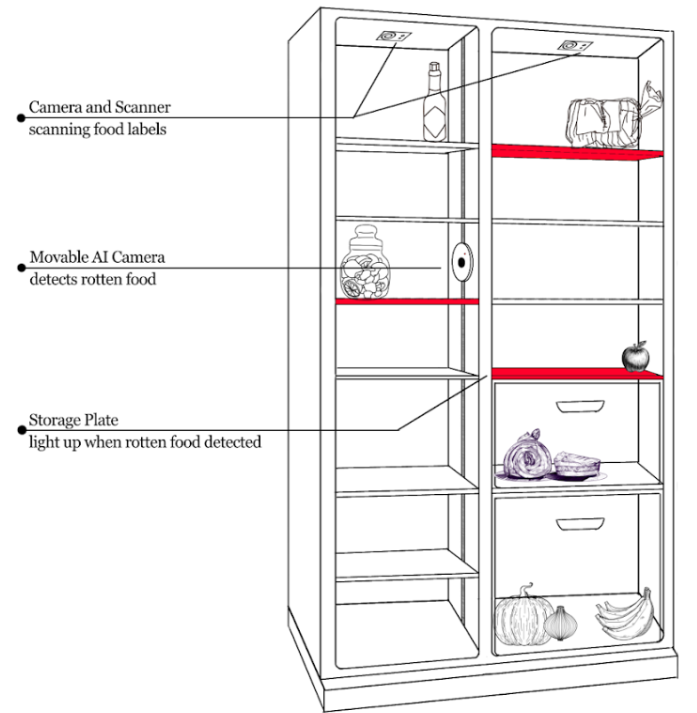 Camera and Scanner
scanning food labels
Movable AI Camera
detects rotten food
Storage Plate
light up when rotten food detected